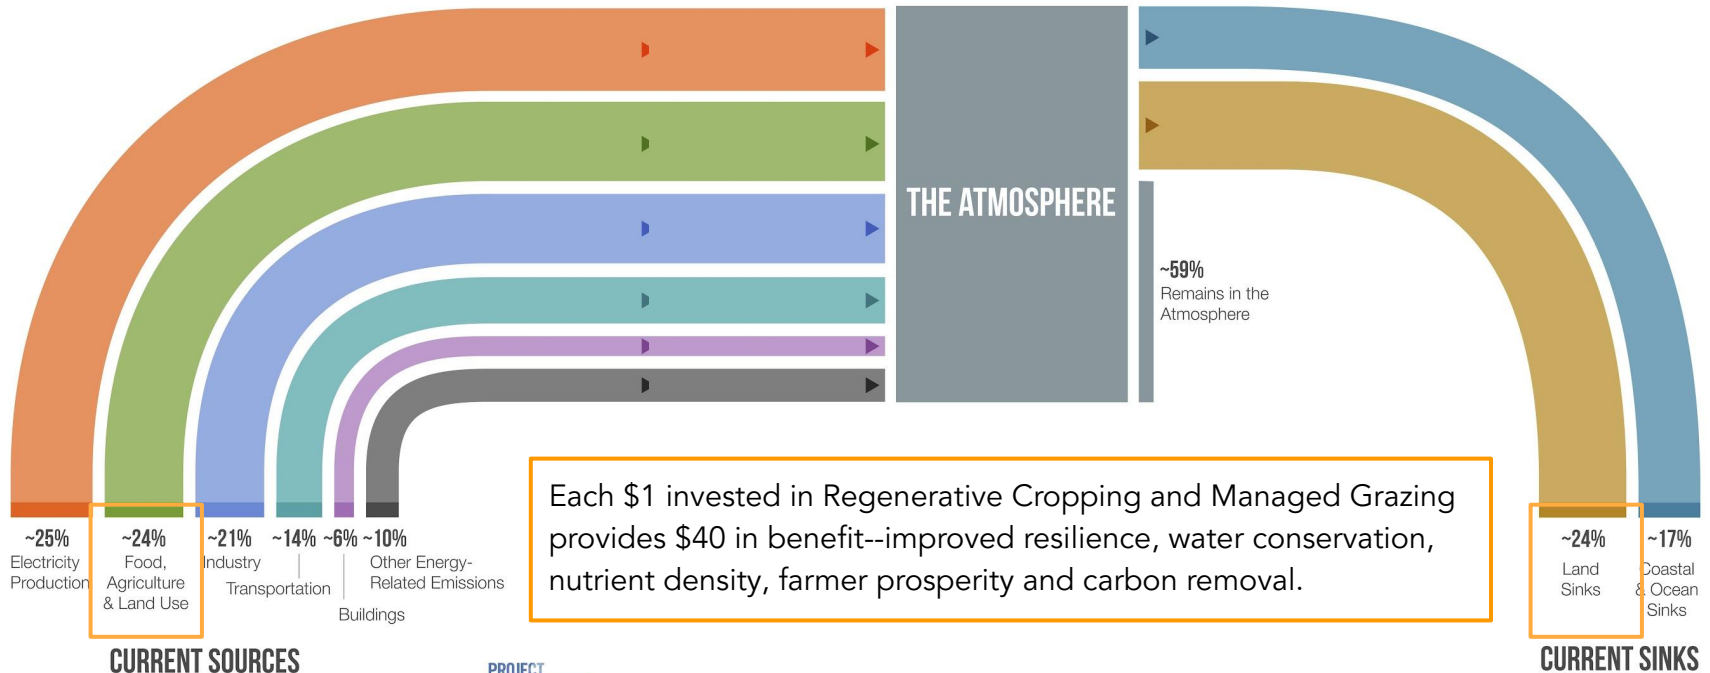 THE ATMOSPHERE
~59%
Remains in the
Atmosphere
Each $1 invested in Regenerative Cropping and Managed Grazing
provides $40 in benefit--improved resilience, water conservation,
nutrient density, farmer prosperity and carbon removal.
~25%
Electricity
Production
~24%
Food,
Agriculture
& Land Use
~21%
Industry
~14%
Transportation
~6%
Buildings
~10%
Other Energy-
Related Emissions
~24%
Land
Sinks
~17%
Coastal
& Ocean
Sinks
CURRENT SOURCES
PROJECT
CURRENT SINKS